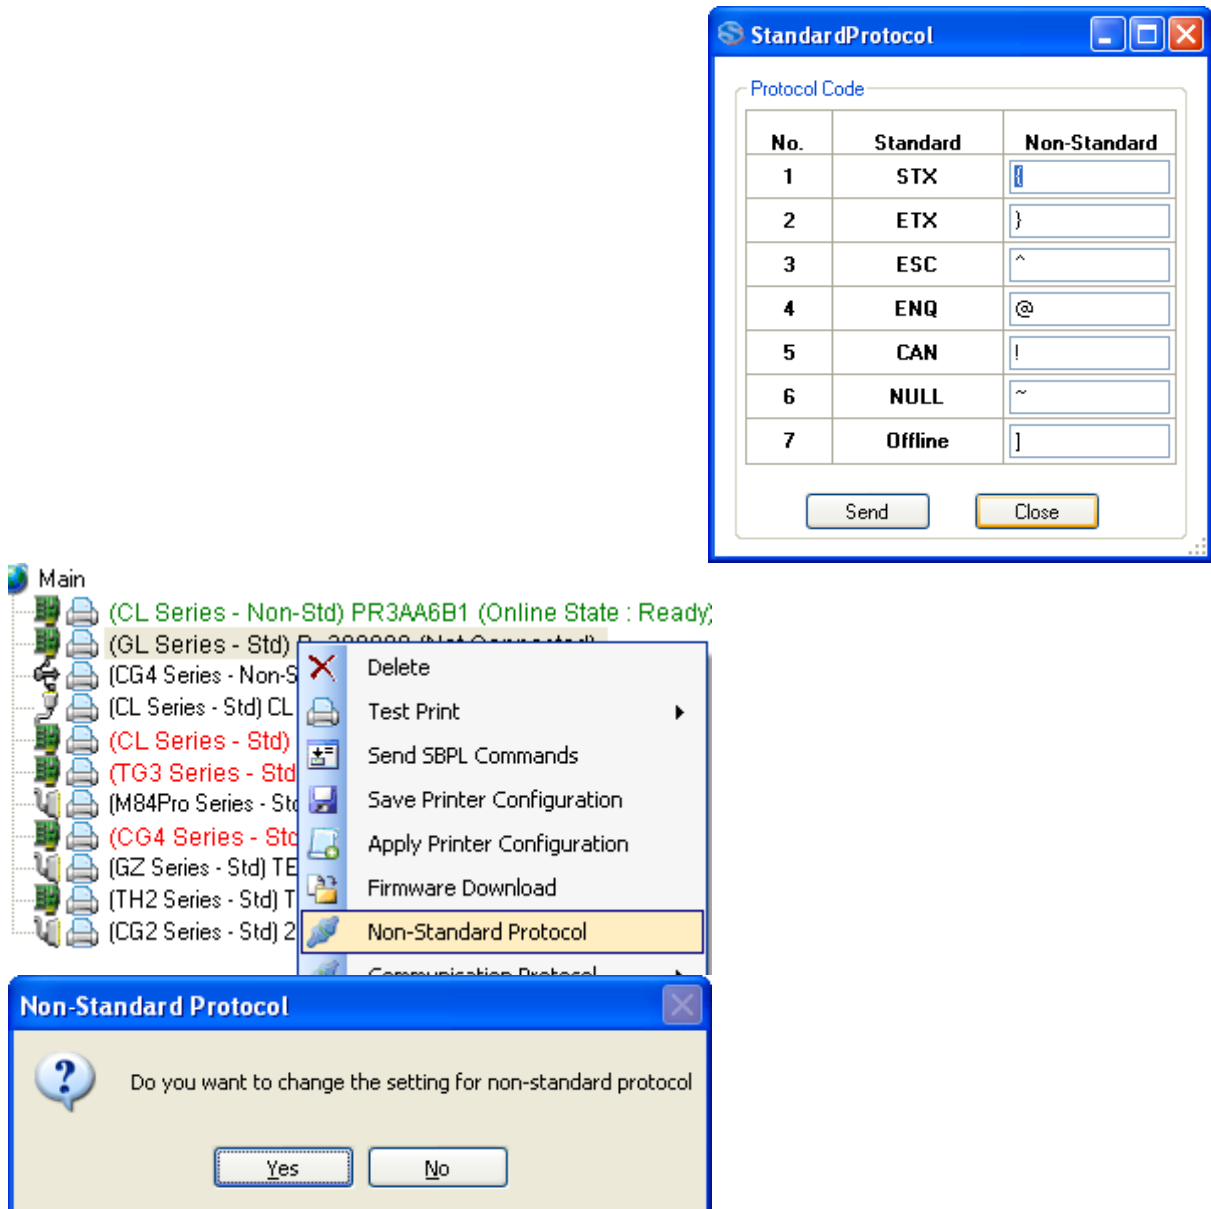 StandardProtocol
Protocol Code
No. Standard Non-Standard
1 STX {
2 ETX }
3 ESC ^
4 ENQ @
5 CAN !
6 NULL ~
7 Offline ]
Send Close
Main
(CL Series - Non-Std) PR3AA6B1 (Online State : Ready)
(GL Series - Std)
(CG4 Series - Non-S
(CL Series - Std) CL
(CL Series - Std)
(TG3 Series - Std
(M84Pro Series - Std
(CG4 Series - Std
(GZ Series - Std) TE
(TH2 Series - Std) T
(CG2 Series - Std) 2
Delete
Test Print
Send SBPL Commands
Save Printer Configuration
Apply Printer Configuration
Firmware Download
Non-Standard Protocol
Communication Protocol
Non-Standard Protocol
Do you want to change the setting for non-standard protocol
Yes No